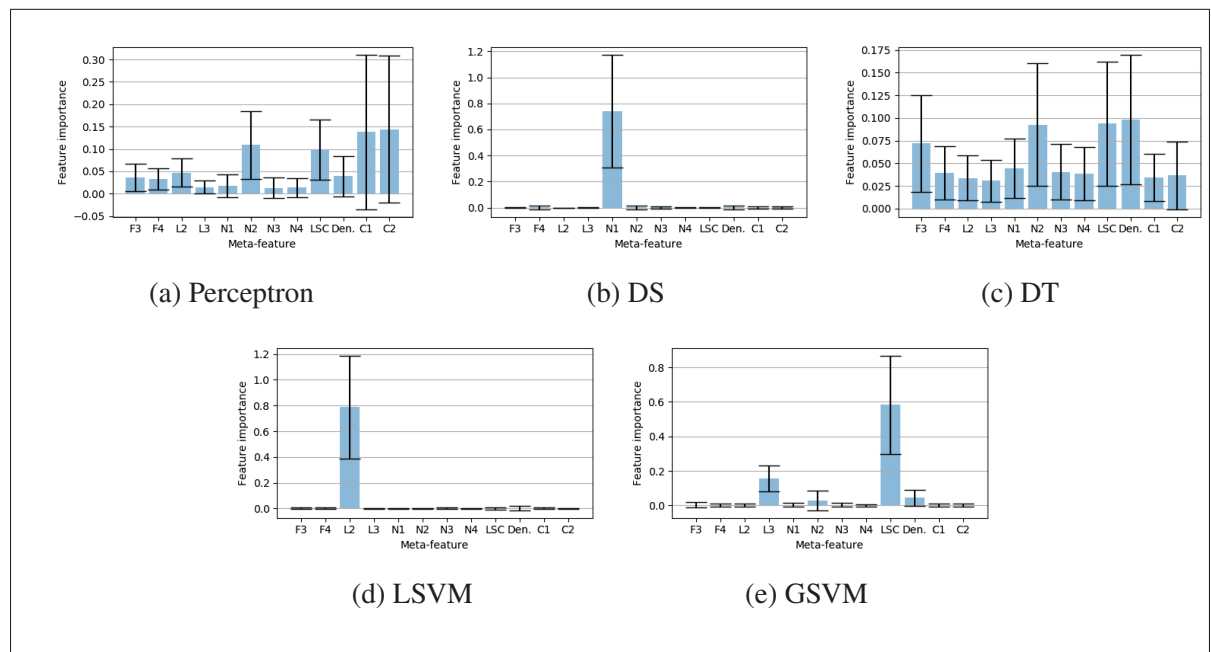 0.30
0.25
0.20
0.15
0.10
0.05
0.00
−0.05
Feature importance
F3 F4 L2 L3 N1 N2 N3 N4 LSC Den. C1 C2
Meta-feature
(a) Perceptron
1.2
1.0
0.8
0.6
0.4
0.2
0.0
Feature importance
F3 F4 L2 L3 N1 N2 N3 N4 LSC Den. C1 C2
Meta-feature
(b) DS
0.175
0.150
0.125
0.100
0.075
0.050
0.025
0.000
Feature importance
F3 F4 L2 L3 N1 N2 N3 N4 LSC Den. C1 C2
Meta-feature
(c) DT
1.2
1.0
0.8
0.6
0.4
0.2
0.0
Feature importance
F3 F4 L2 L3 N1 N2 N3 N4 LSC Den. C1 C2
Meta-feature
(d) LSVM
0.8
0.6
0.4
0.2
0.0
Feature importance
F3 F4 L2 L3 N1 N2 N3 N4 LSC Den. C1 C2
Meta-feature
(e) GSVM